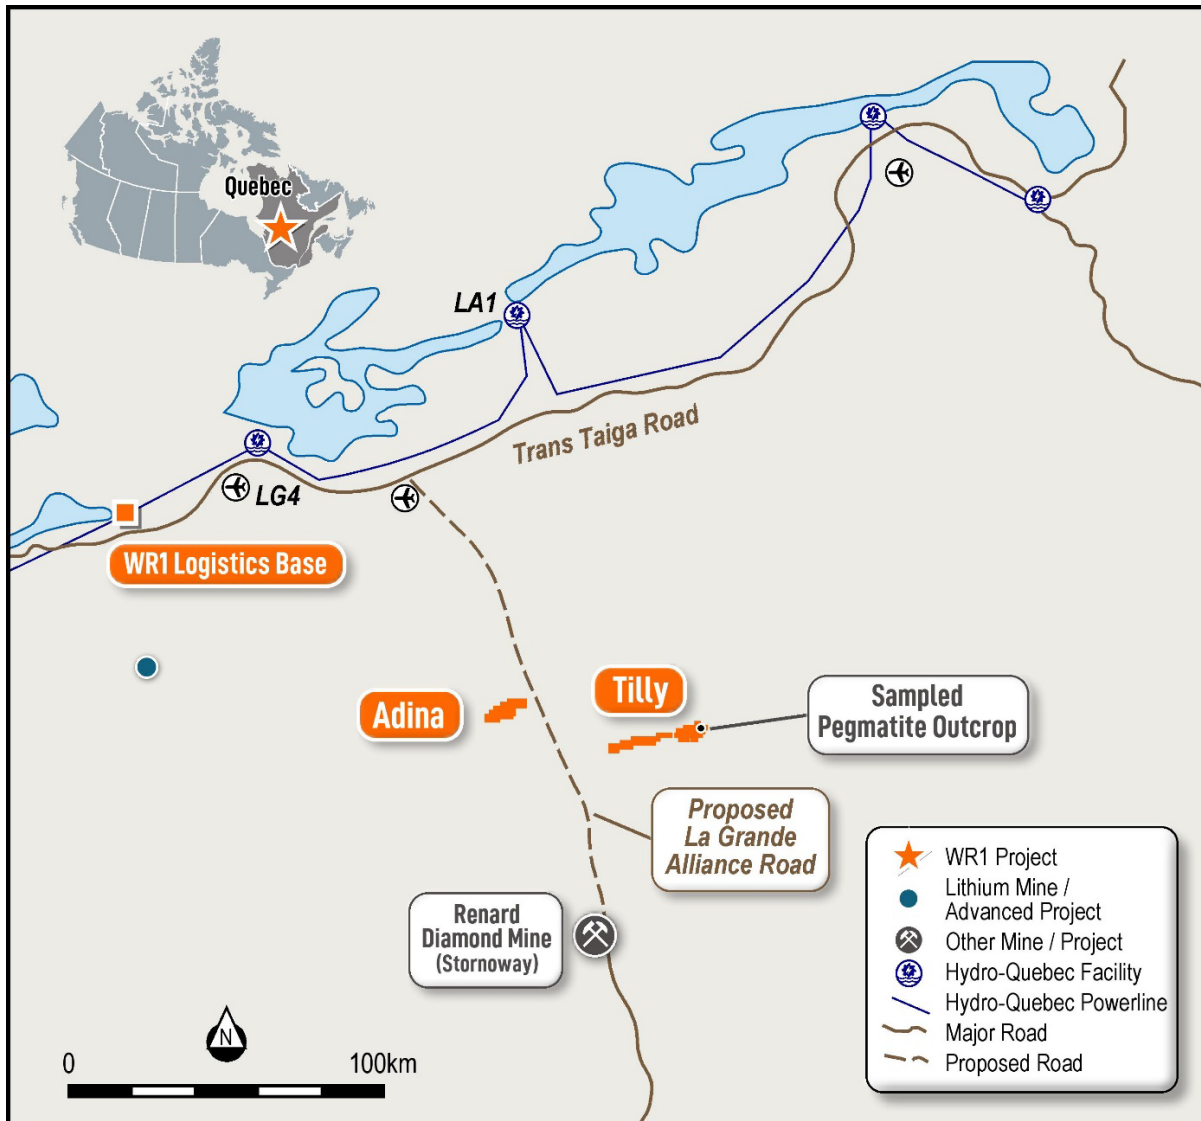 Quebec
LA1
Trans Taiga Road
LG4
WR1 Logistics Base
Adina
Tilly
Sampled
Pegmatite Outcrop
Proposed
La Grande
Alliance Road
Renard
Diamond Mine
(Stornoway)
WR1 Project
Lithium Mine /
Advanced Project
Other Mine / Project
Hydro-Quebec Facility
Hydro-Quebec Powerline
Major Road
Proposed Road
N
0
100km